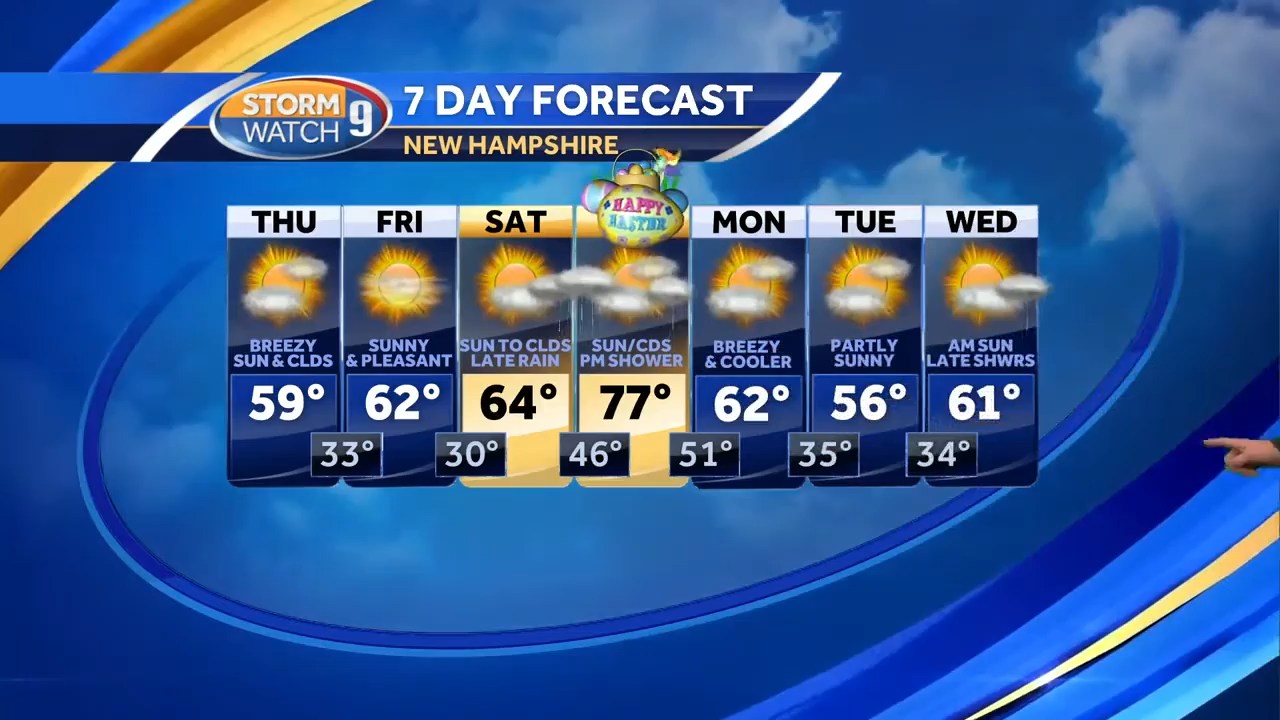 STORM
WATCH 9
7 DAY FORECAST
NEW HAMPSHIRE
HAPPY
EASTER
THU FRI SAT MON TUE WED
BREEZY
SUN & CLDS
SUNNY
& PLEASANT
SUN TO CLDS
LATE RAIN
SUN/CDS
PM SHOWER
BREEZY
& COOLER
PARTLY
SUNNY
AM SUN
LATE SHWRS
59° 62° 64° 77° 62° 56° 61°
33° 30° 46° 51° 35° 34°